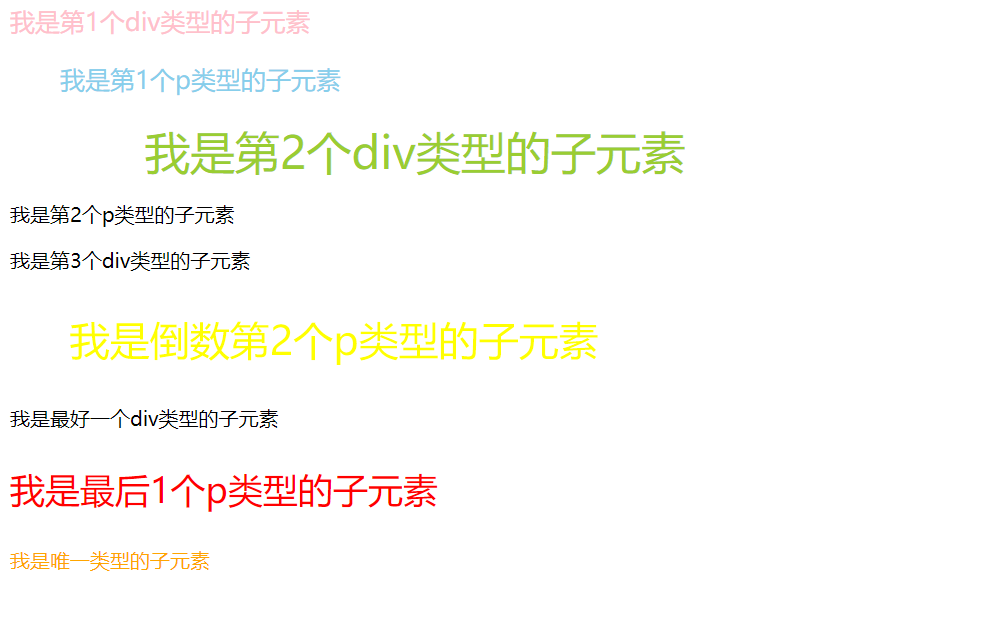 我是第1个div类型的子元素
我是第1个p类型的子元素
我是第2个div类型的子元素
我是第2个p类型的子元素
我是第3个div类型的子元素
我是倒数第2个p类型的子元素
我是最好一个div类型的子元素
我是最后1个p类型的子元素
我是唯一类型的子元素